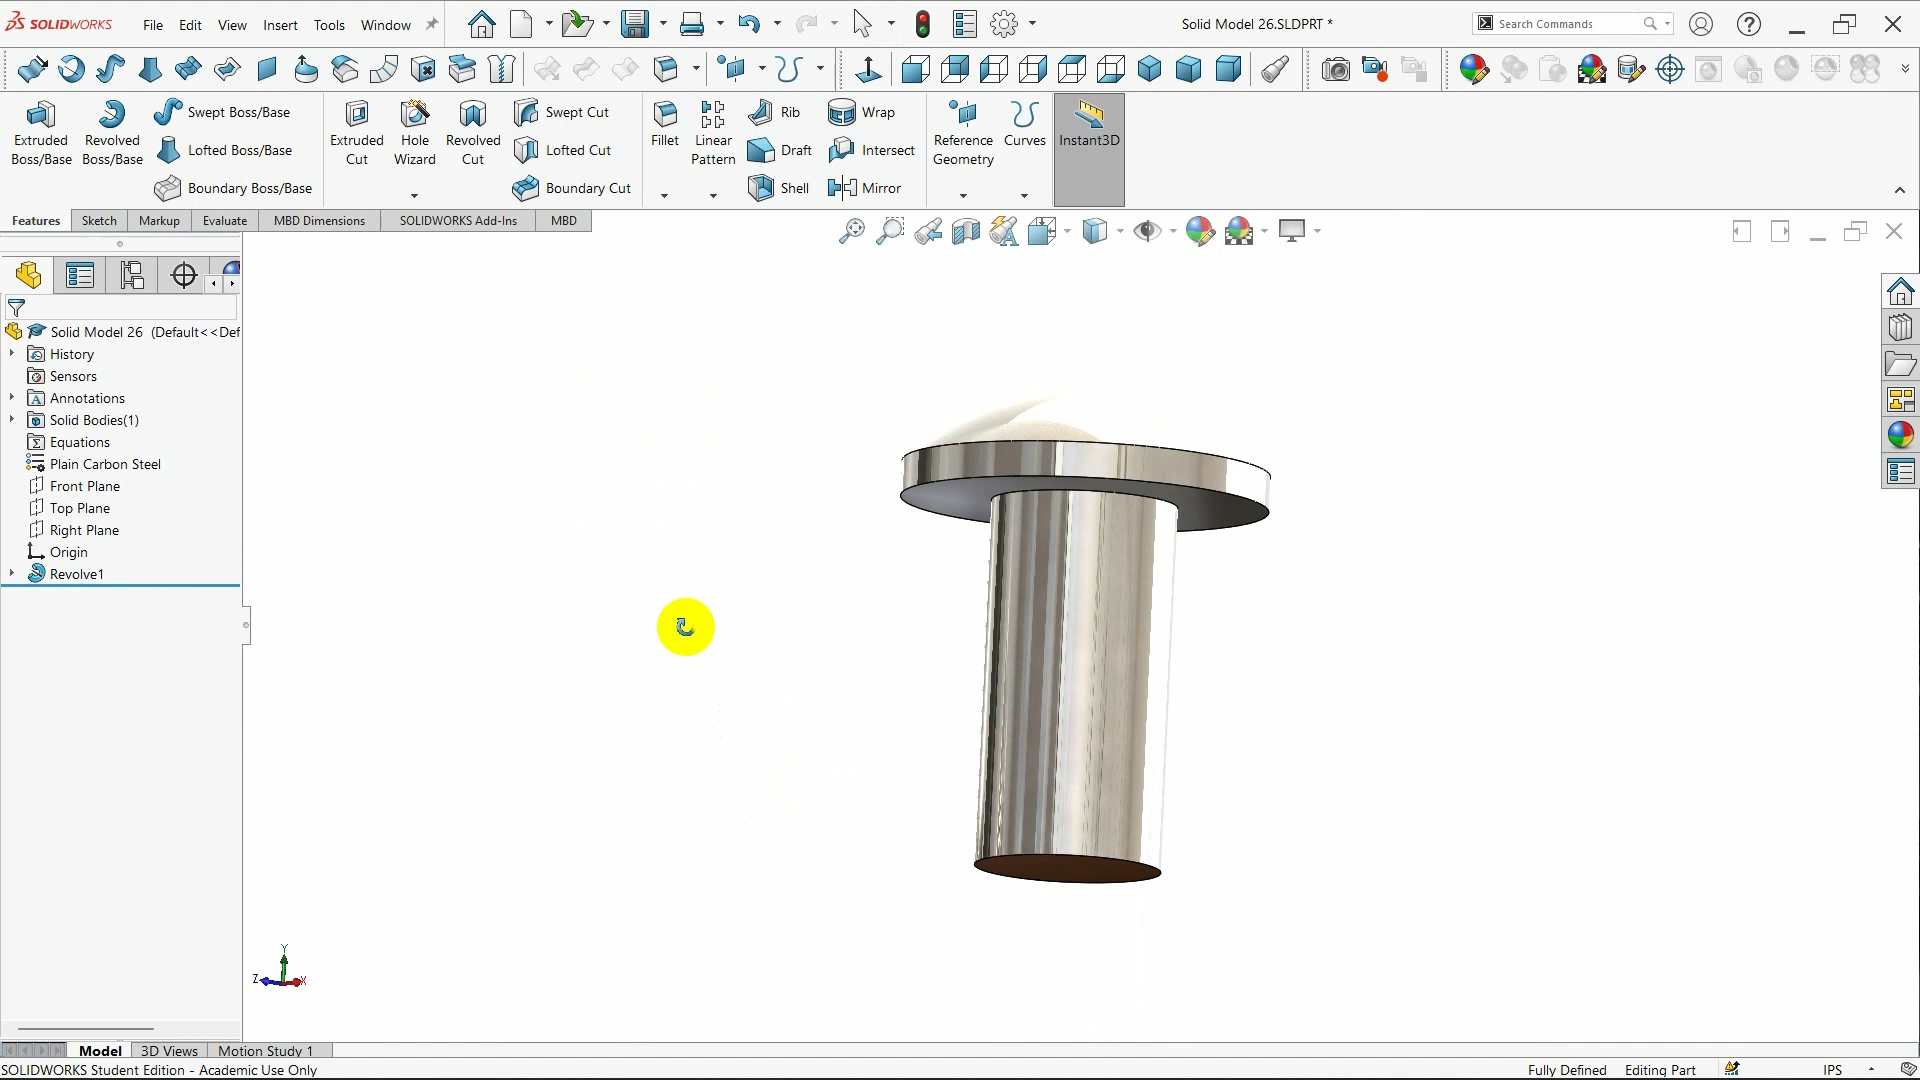 SOLIDWORKS File Edit View Insert Tools Window Solid Model 26.SLDPRT * Search Commands
Extruded Boss/Base
Revolved Boss/Base
Swept Boss/Base
Lofted Boss/Base
Boundary Boss/Base
Extruded Cut
Hole Wizard
Revolved Cut
Swept Cut
Lofted Cut
Boundary Cut
Fillet
Linear Pattern
Rib
Draft
Shell
Wrap
Intersect
Mirror
Reference Geometry
Curves
Instant3D
Features Sketch Markup Evaluate MBD Dimensions SOLIDWORKS Add-Ins MBD
Solid Model 26 (Default<<Def
History
Sensors
Annotations
Solid Bodies(1)
Equations
Plain Carbon Steel
Front Plane
Top Plane
Right Plane
Origin
Revolve1
Y
Z X
Model 3D Views Motion Study 1
SOLIDWORKS Student Edition - Academic Use Only Fully Defined Editing Part IPS